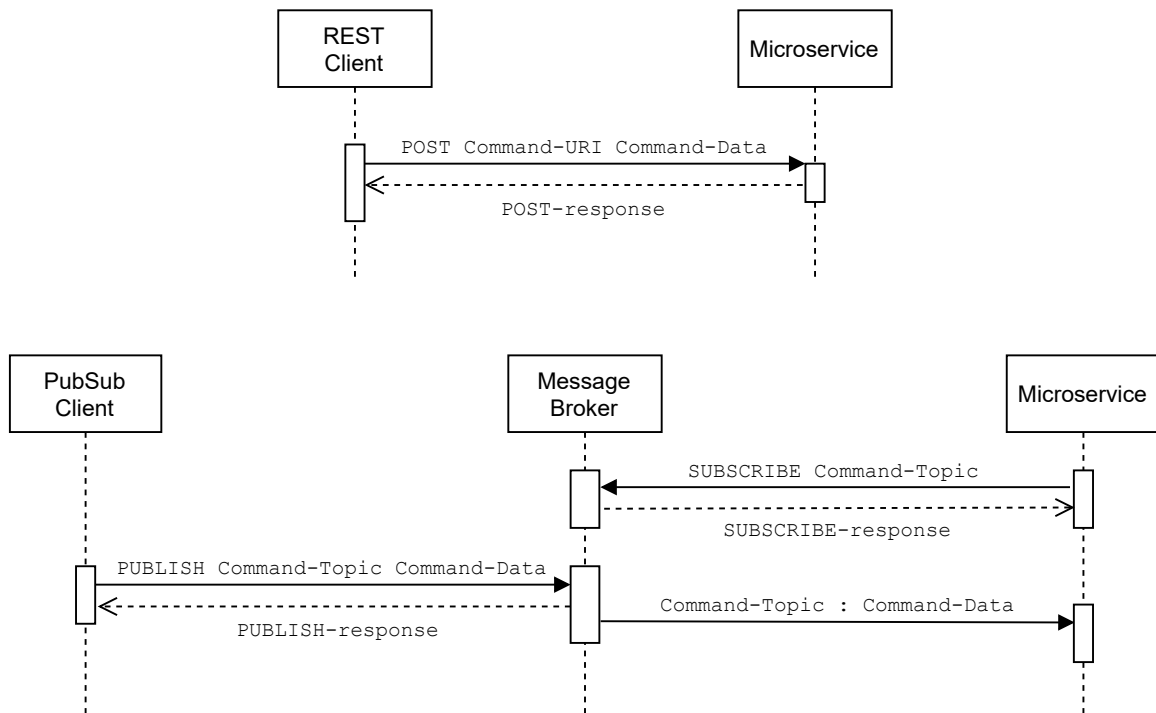 REST
Client
Microservice
POST Command-URI Command-Data
POST-response
PubSub
Client
Message
Broker
Microservice
SUBSCRIBE Command-Topic
SUBSCRIBE-response
PUBLISH Command-Topic Command-Data
PUBLISH-response
Command-Topic : Command-Data